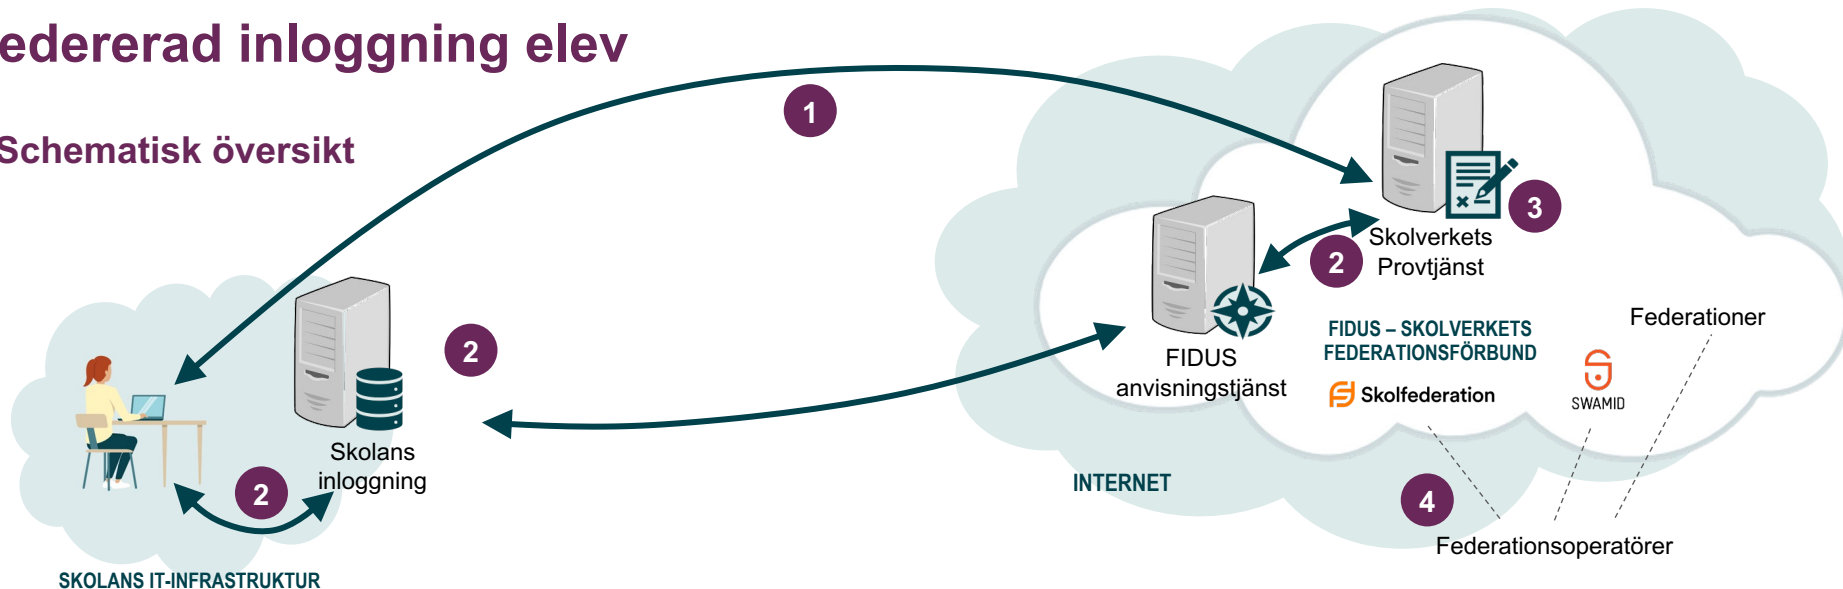 edererad inloggning elev
Schematisk översikt
1
3
Skolverkets
Provtjänst
2
FIDUS
anvisningstjänst
FIDUS – SKOLVERKETS
FEDERATIONSFÖRBUND
Skolfederation
SWAMID
Federationer
2
Skolans
inloggning
2
INTERNET
4
Federationsoperatörer
SKOLANS IT-INFRASTRUKTUR